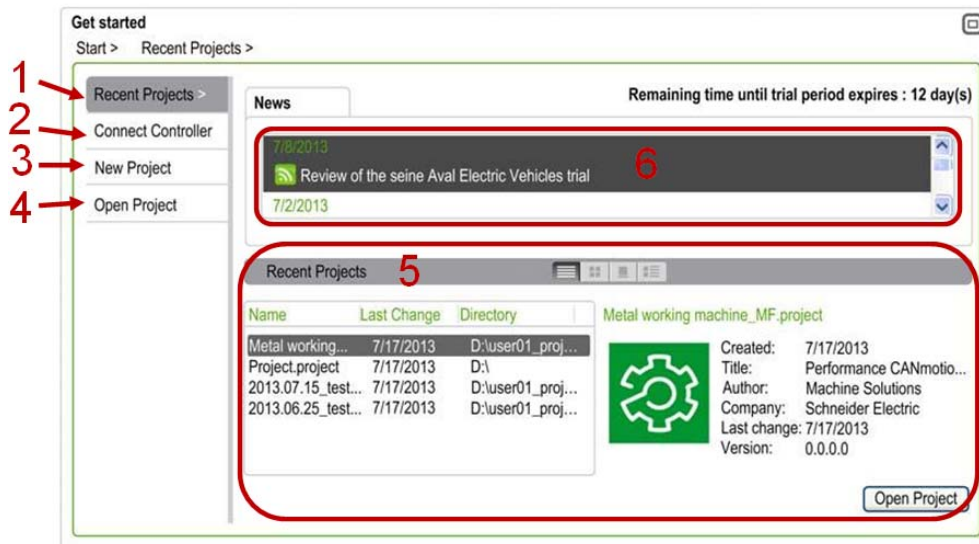 Get started
Start > Recent Projects >
1
Recent Projects >
2
Connect Controller
3
New Project
4
Open Project
News
Remaining time until trial period expires : 12 day(s)
7/8/2013
6
Review of the seine Aval Electric Vehicles trial
7/2/2013
Recent Projects
5
Name Last Change Directory
Metal working... 7/17/2013 D:\user01_proj...
Project.project 7/17/2013 D:\
2013.07.15_test... 7/17/2013 D:\user01_proj...
2013.06.25_test... 7/17/2013 D:\user01_proj...
Metal working machine_MF.project
Created: 7/17/2013
Title: Performance CANmotio...
Author: Machine Solutions
Company: Schneider Electric
Last change: 7/17/2013
Version: 0.0.0.0
Open Project